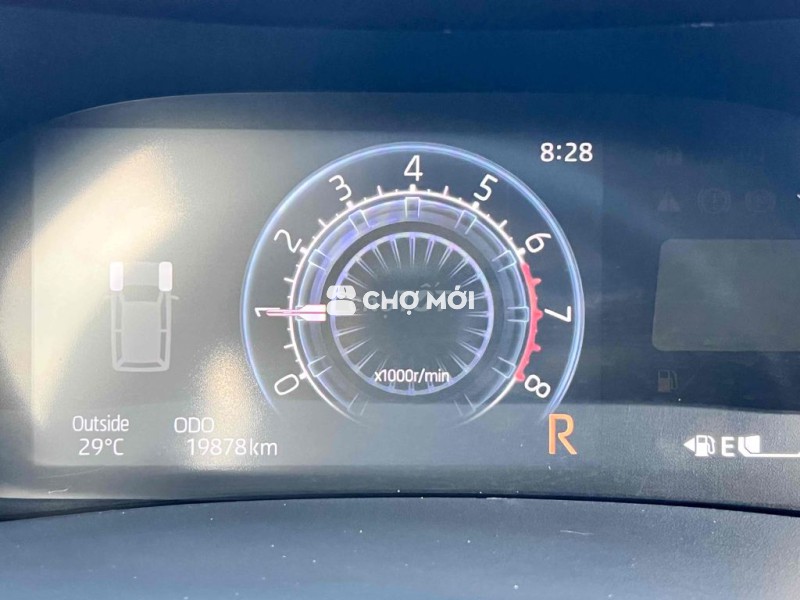 8:28
4
3
5
2
6
1
CHỢ MỚI
7
0
x1000r/min
8
Outside
ODO
29°C
19878km
R
E